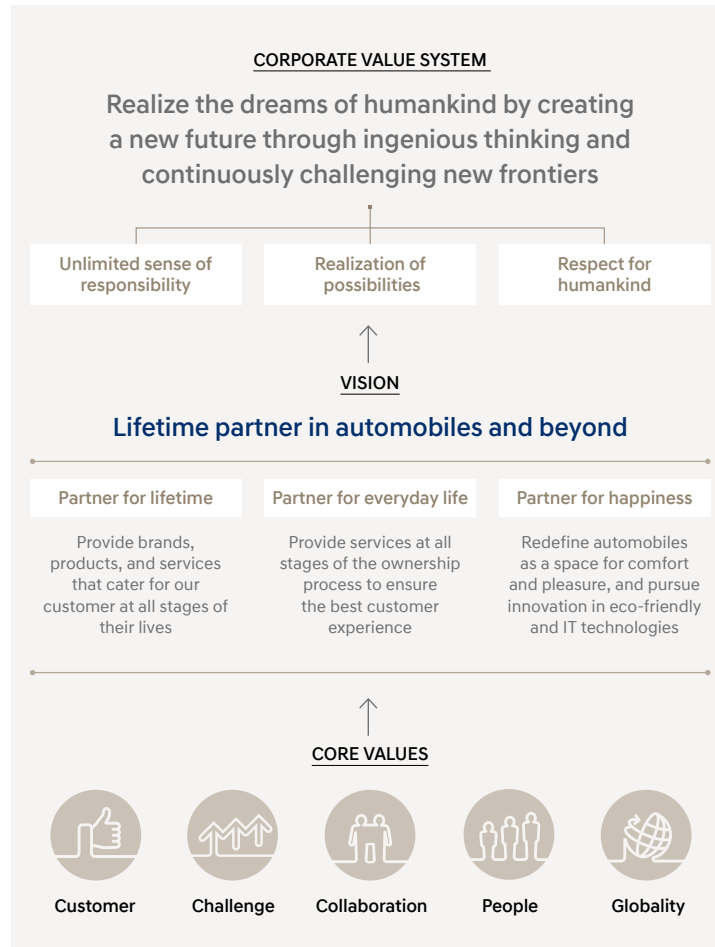 CORPORATE VALUE SYSTEM
Realize the dreams of humankind by creating
a new future through ingenious thinking and
continuously challenging new frontiers
Unlimited sense of
responsibility
Realization of
possibilities
Respect for
humankind
VISION
Lifetime partner in automobiles and beyond
Partner for lifetime
Provide brands,
products, and services
that cater for our
customer at all stages of
their lives
Partner for everyday life
Provide services at all
stages of the ownership
process to ensure
the best customer
experience
Partner for happiness
Redefine automobiles
as a space for comfort
and pleasure, and pursue
innovation in eco-friendly
and IT technologies
CORE VALUES
Customer
Challenge
Collaboration
People
Globality